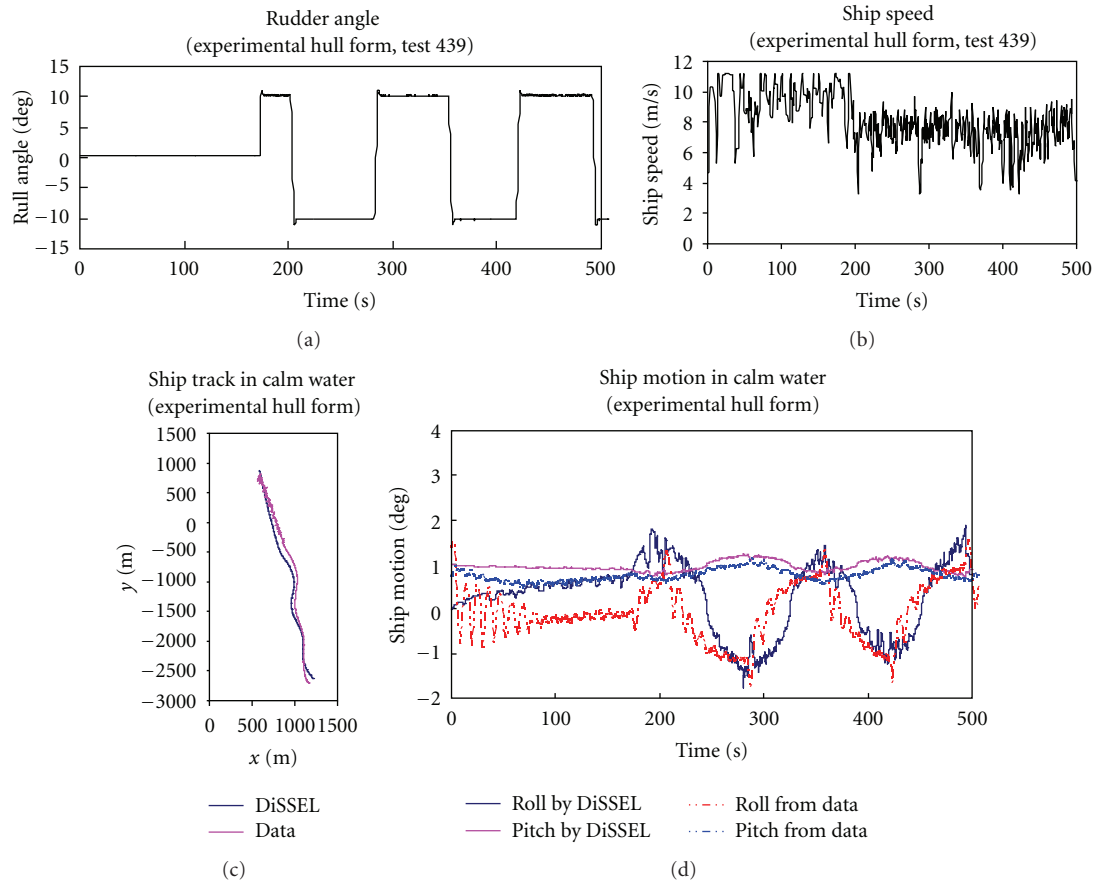 Rudder angle
(experimental hull form, test 439)
15
10
5
0
−5
−10
−15
Rull angle (deg)
0
100
200
300
400
500
Time (s)
(a)
Ship speed
(experimental hull form, test 439)
12
10
8
6
4
2
0
Ship speed (m/s)
0
100
200
300
400
500
Time (s)
(b)
Ship track in calm water
(experimental hull form)
1500
1000
500
0
−500
−1000
−1500
−2000
−2500
−3000
y (m)
0
500
1000
1500
x (m)
DiSSEL
Data
(c)
Ship motion in calm water
(experimental hull form)
4
3
2
1
0
−1
−2
Ship motion (deg)
0
100
200
300
400
500
Time (s)
Roll by DiSSEL
Pitch by DiSSEL
Roll from data
Pitch from data
(d)